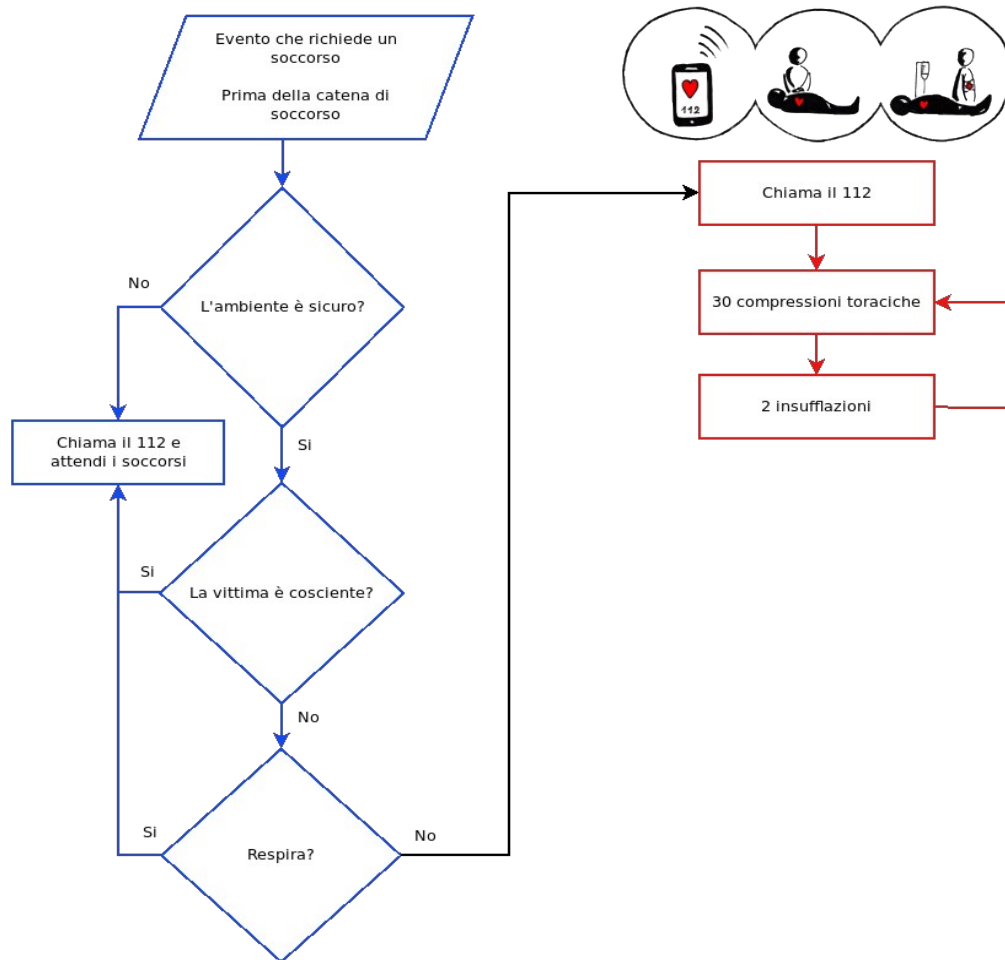 Evento che richiede un
soccorso
Prima della catena di
soccorso
112
Chiama il 112
No
L'ambiente è sicuro?
30 compressioni toraciche
2 insufflazioni
Chiama il 112 e
attendi i soccorsi
Si
Si
La vittima è cosciente?
No
Si
Respira?
No